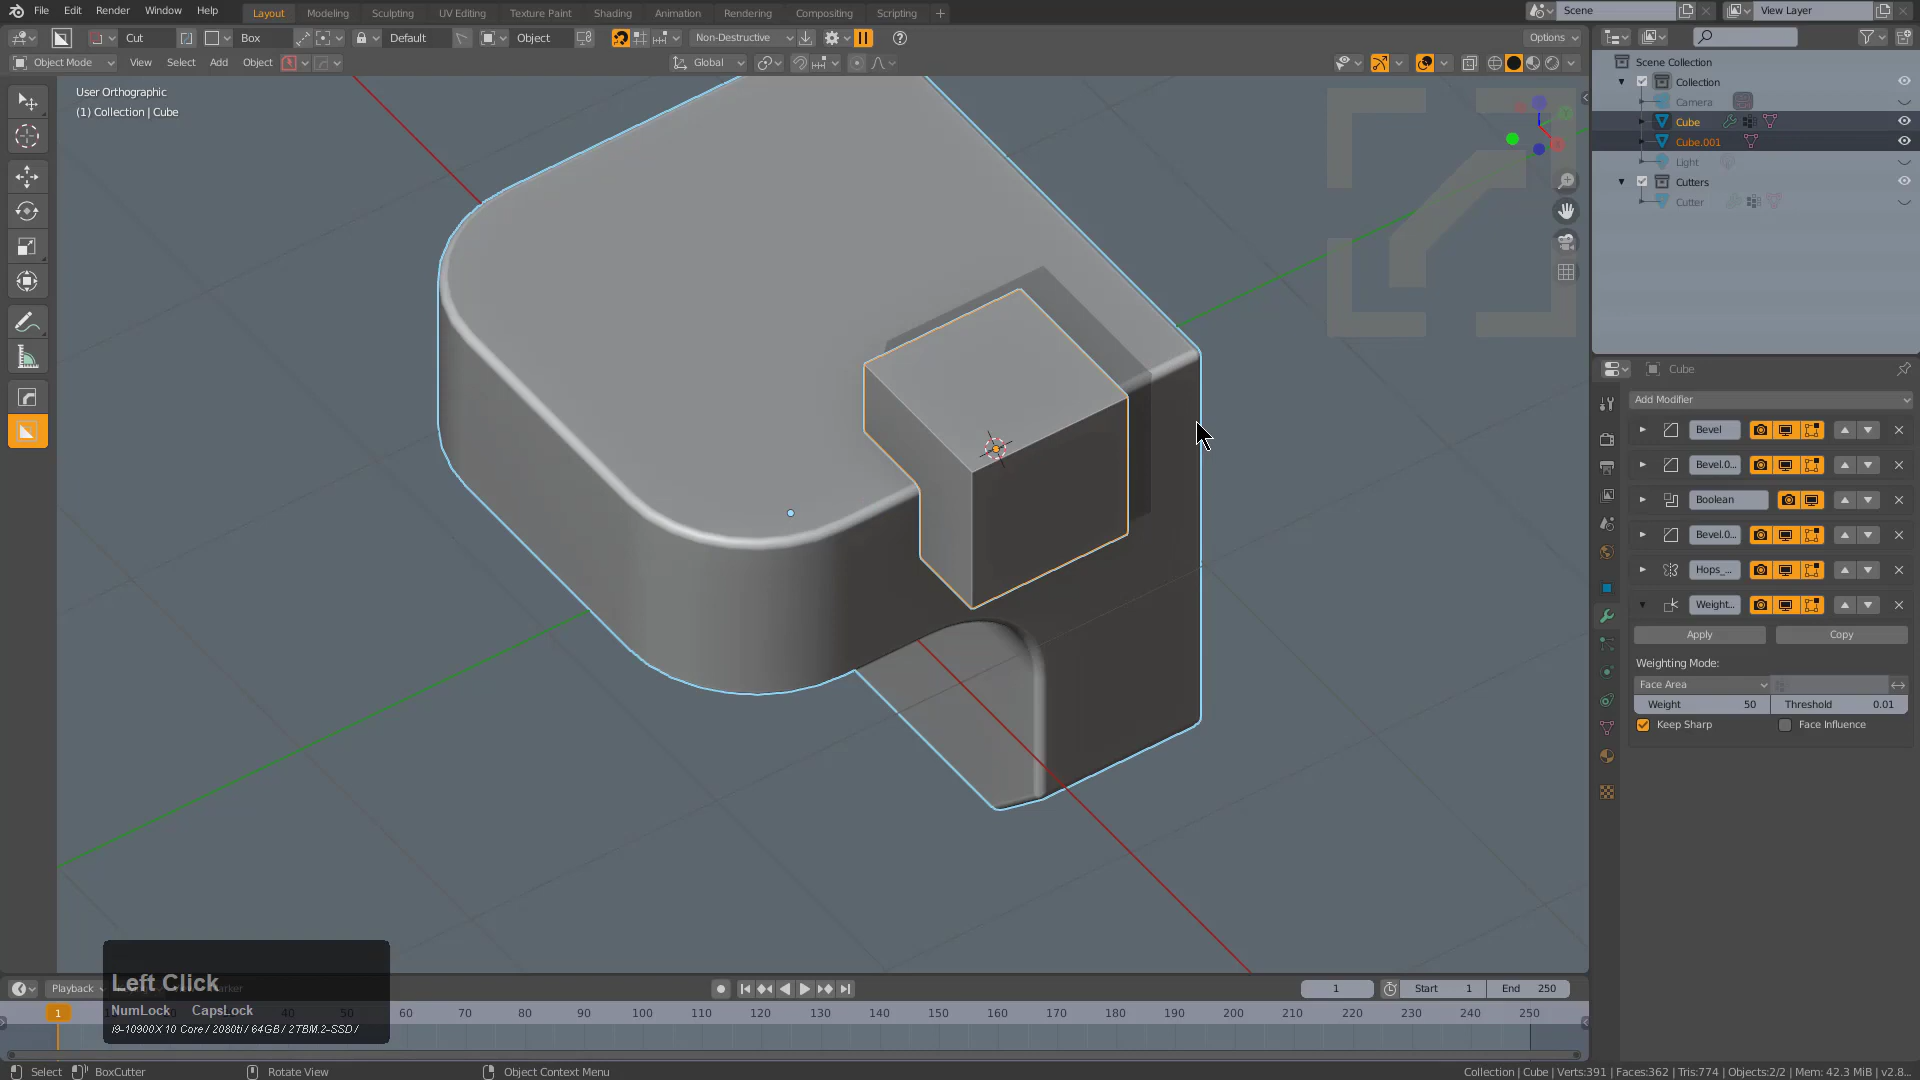 File Edit Render Window Help Layout Modeling Sculpting UV Editing Texture Paint Shading Animation Rendering Compositing Scripting + Scene View Layer
Cut Box Default Object Non-Destructive Options
Object Mode View Select Add Object Global
User Orthographic
(1) Collection | Cube
Scene Collection
Collection
Camera
Cube
Cube.001
Light
Cutters
Cutter
Cube
Add Modifier
Bevel
Bevel.0...
Boolean
Bevel.0...
Hops_...
Weight...
Apply Copy
Weighting Mode:
Face Area
Weight 50 Threshold 0.01
Keep Sharp Face Influence
Left Click
NumLock CapsLock
i9-10900X 10 Core / 2080ti / 64GB / 2TBM.2-SSD /
Playback 1 Start 1 End 250
1 40 50 60 70 80 90 100 110 120 130 140 150 160 170 180 190 200 210 220 230 240 250
Select BoxCutter Rotate View Object Context Menu Collection | Cube | Verts:391 | Faces:362 | Tris:774 | Objects:2/2 | Mem: 42.3 MiB | v2.8...